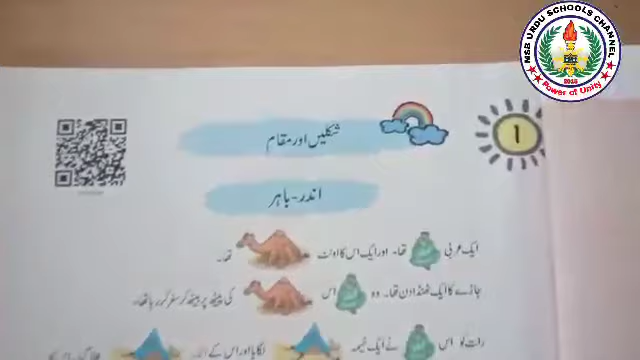 MSB URDU SCHOOLS CHANNEL
2018
Power of Unity
۱
شکلیں اور مقام
اندر-باہر
ایک عربی تھا۔ اور ایک اس کا اونٹ تھا۔
جاڑے کا ایک ٹھنڈا دن تھا۔ وہ اس کی پیٹھ پر بیٹھ کر سفر کر رہا تھا۔
رات کو اس نے ایک خیمہ لگایا اور اس کے